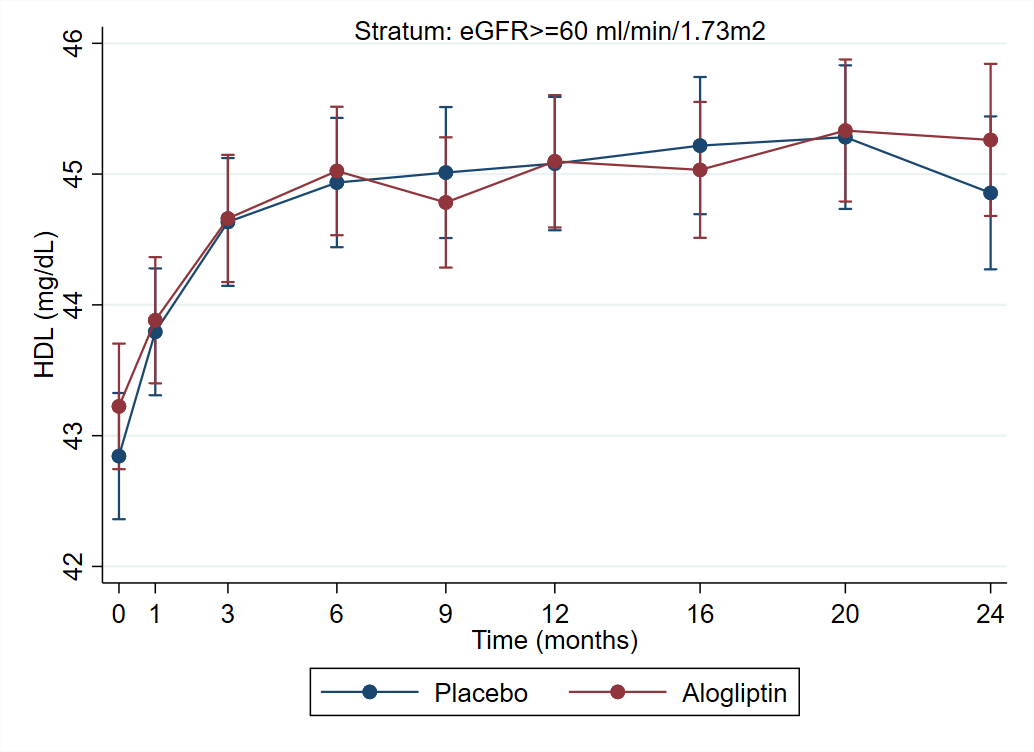 Stratum: eGFR>=60 ml/min/1.73m2
46
45
44
43
42
HDL (mg/dL)
0 1 3 6 9 12 16 20 24
Time (months)
Placebo Alogliptin